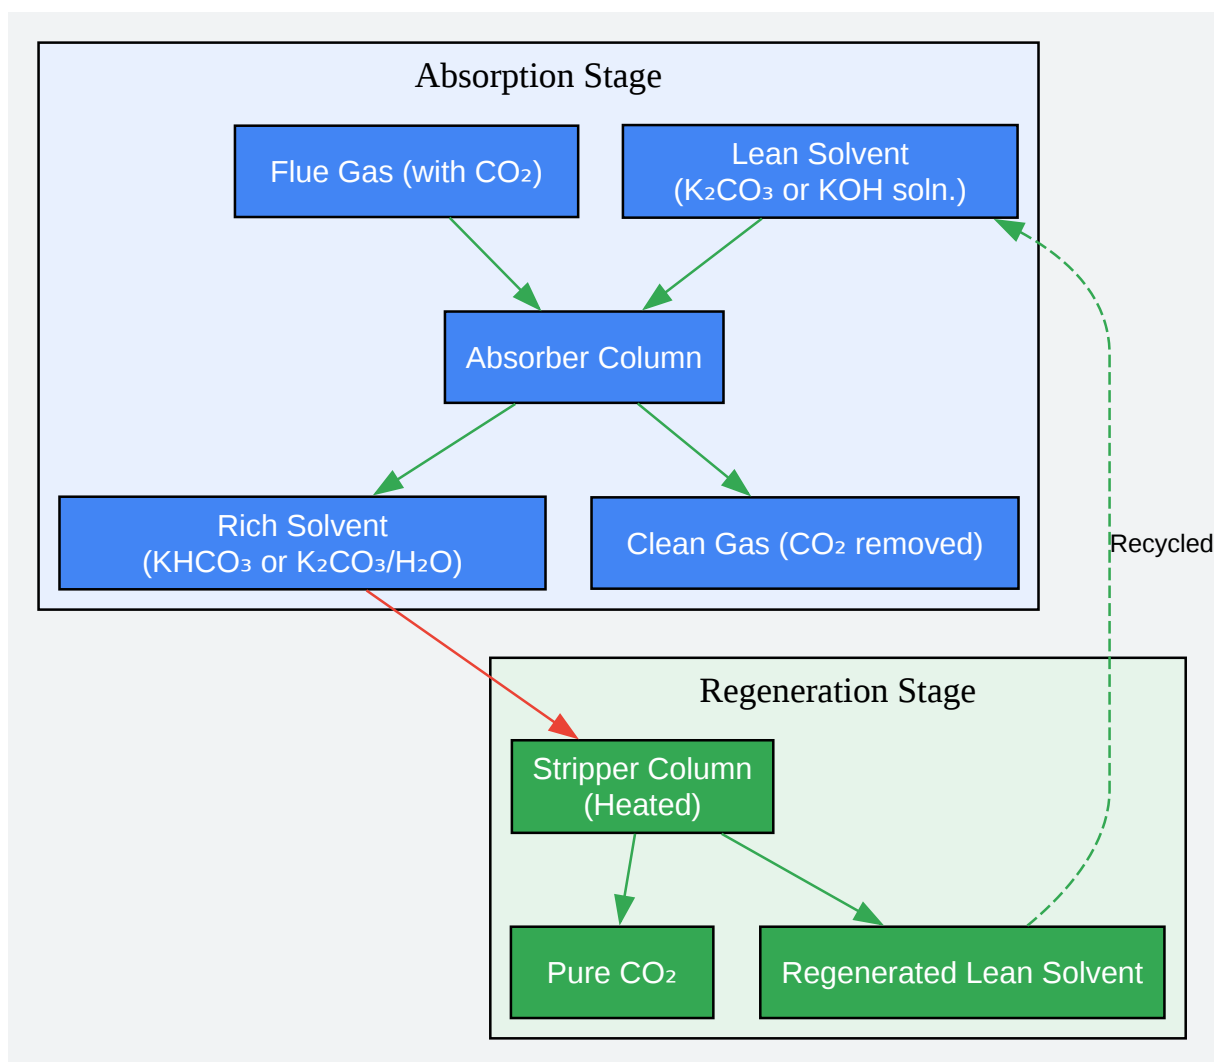 Absorption Stage
Flue Gas (with CO₂)
Lean Solvent
(K₂CO₃ or KOH soln.)
Absorber Column
Rich Solvent
(KHCO₃ or K₂CO₃/H₂O)
Clean Gas (CO₂ removed)
Recycled
Regeneration Stage
Stripper Column
(Heated)
Pure CO₂
Regenerated Lean Solvent